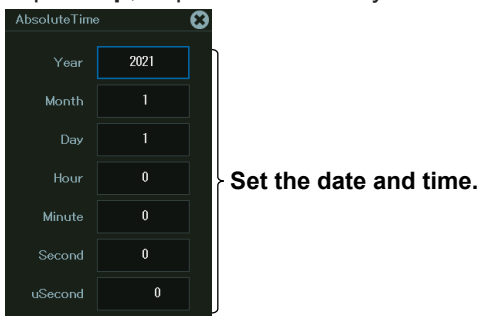 AbsoluteTime
Year 2021
Month 1
Day 1
Hour 0
Set the date and time.
Minute 0
Second 0
uSecond 0